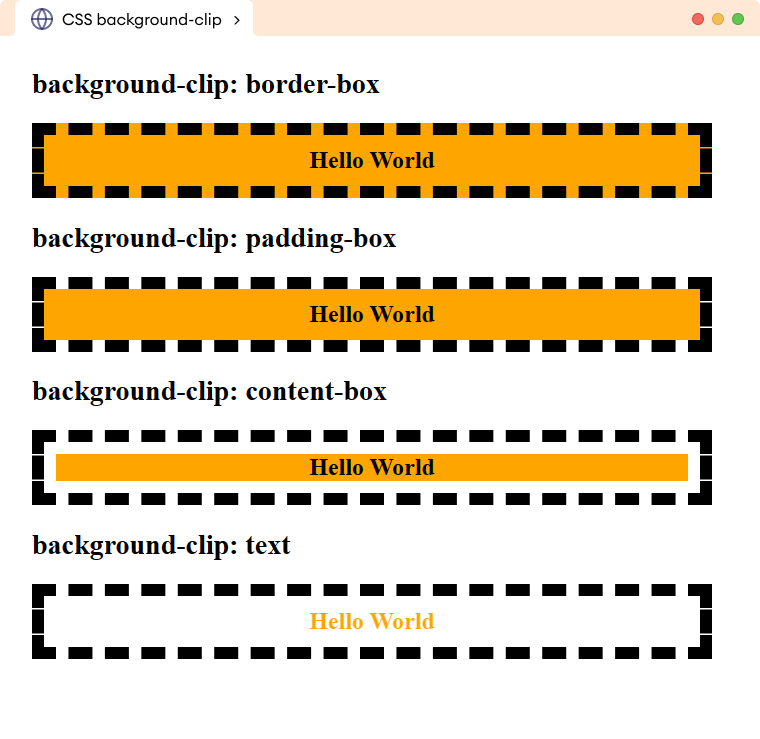 CSS background-clip
background-clip: border-box
Hello World
background-clip: padding-box
Hello World
background-clip: content-box
Hello World
background-clip: text
Hello World